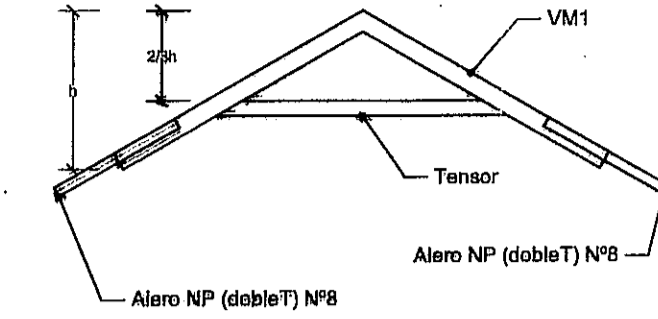 VM1
2/3h
h
Tensor
Alero NP (dobleT) Nº8
Alero NP (dobleT) Nº8